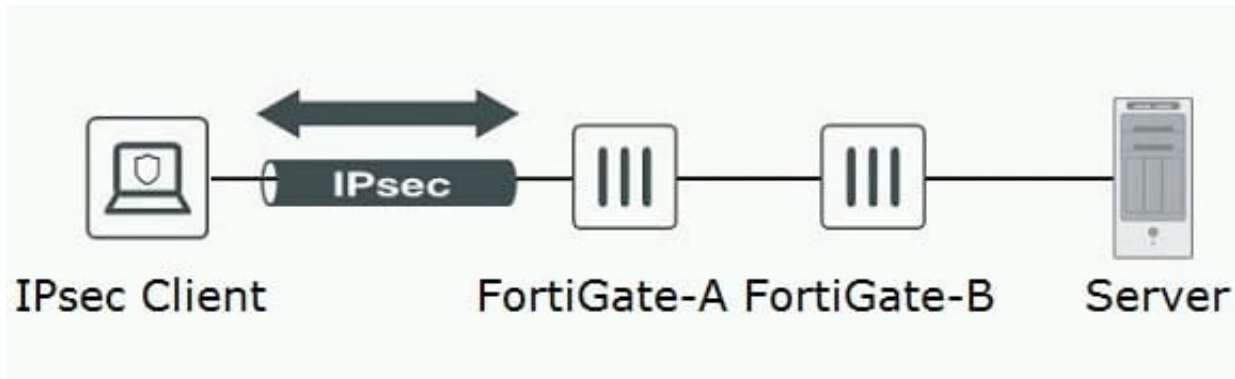 IPsec
IPsec Client
FortiGate-A
FortiGate-B
Server